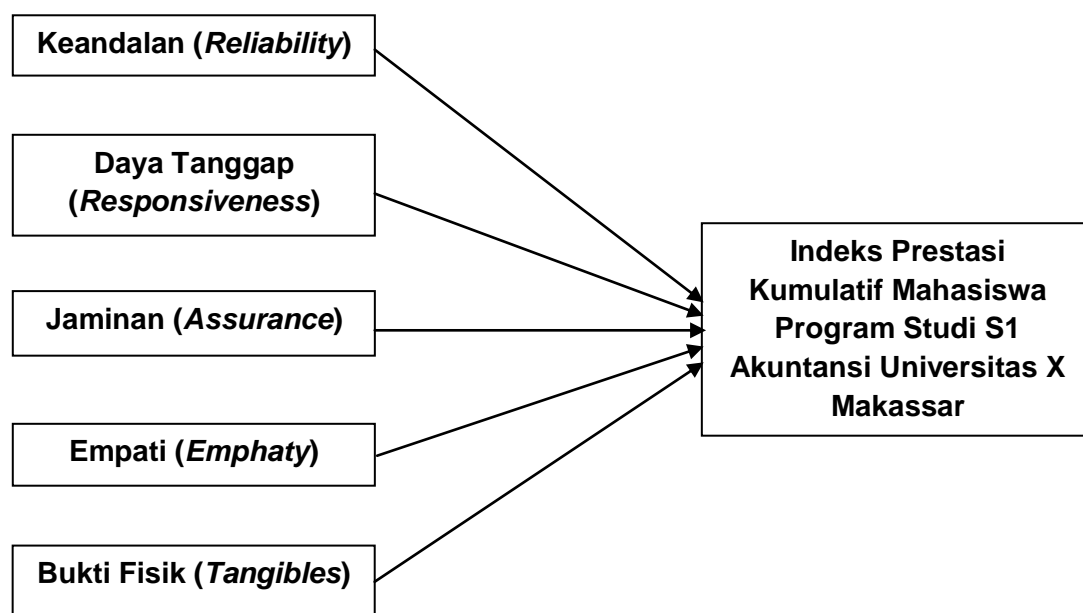 Keandalan (Reliability)
Daya Tanggap
(Responsiveness)
Jaminan (Assurance)
Empati (Emphaty)
Bukti Fisik (Tangibles)
Indeks Prestasi
Kumulatif Mahasiswa
Program Studi S1
Akuntansi Universitas X
Makassar